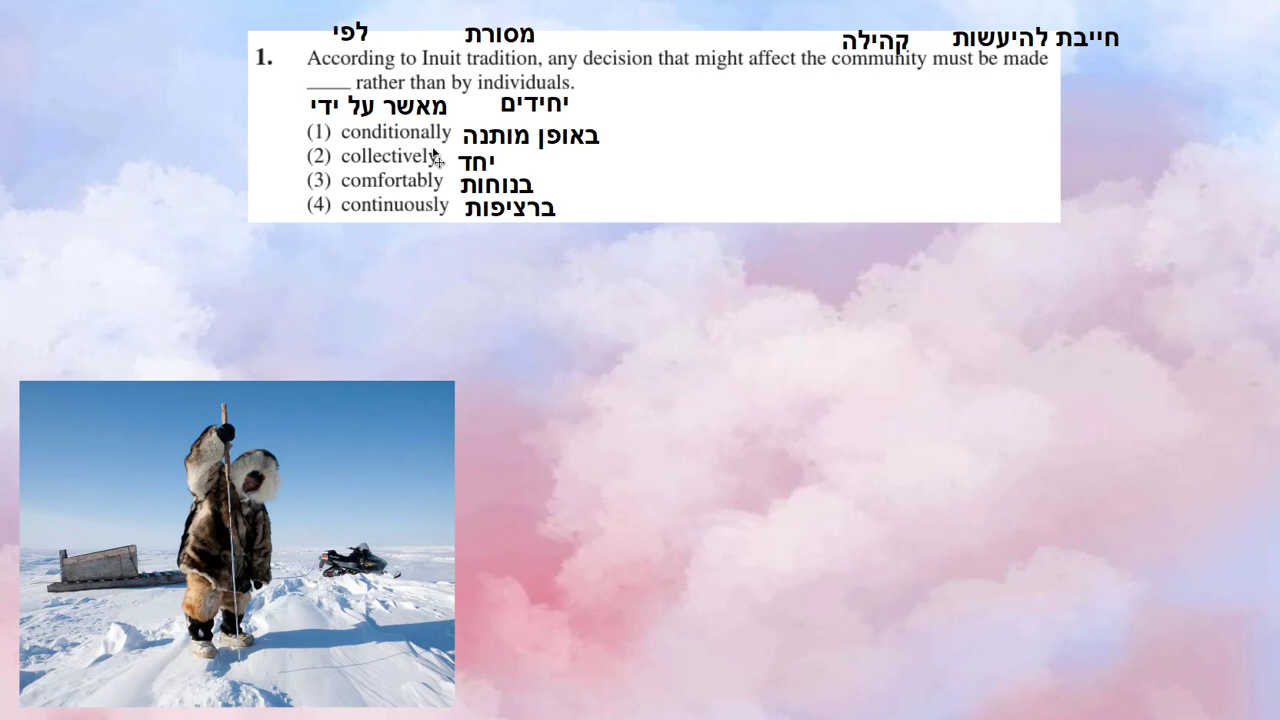 לפי מסורת קהילה חייבת להיעשות
1. According to Inuit tradition, any decision that might affect the community must be made
____ rather than by individuals.
מאשר על ידי יחידים
(1) conditionally באופן מותנה
(2) collectively יחד
(3) comfortably בנוחות
(4) continuously ברציפות